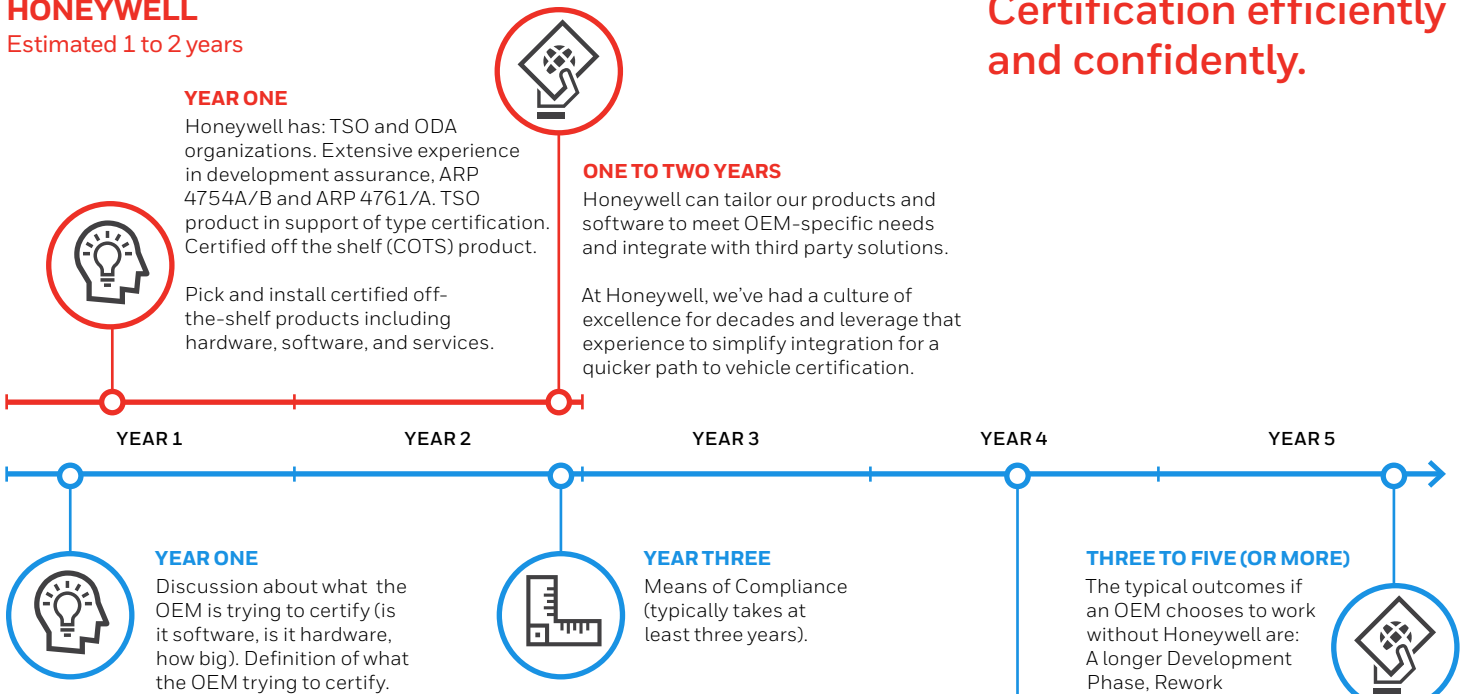 HONEYWELL
Estimated 1 to 2 years
Certification efficiently
and confidently.
YEAR ONE
Honeywell has: TSO and ODA
organizations. Extensive experience
in development assurance, ARP
4754A/B and ARP 4761/A. TSO
product in support of type certification.
Certified off the shelf (COTS) product.
Pick and install certified off-
the-shelf products including
hardware, software, and services.
ONE TO TWO YEARS
Honeywell can tailor our products and
software to meet OEM-specific needs
and integrate with third party solutions.
At Honeywell, we've had a culture of
excellence for decades and leverage that
experience to simplify integration for a
quicker path to vehicle certification.
YEAR 1
YEAR 2
YEAR 3
YEAR 4
YEAR 5
YEAR ONE
Discussion about what the
OEM is trying to certify (is
it software, is it hardware,
how big). Definition of what
the OEM trying to certify.
YEAR THREE
Means of Compliance
(typically takes at
least three years).
THREE TO FIVE (OR MORE)
The typical outcomes if
an OEM chooses to work
without Honeywell are:
A longer Development
Phase, Rework